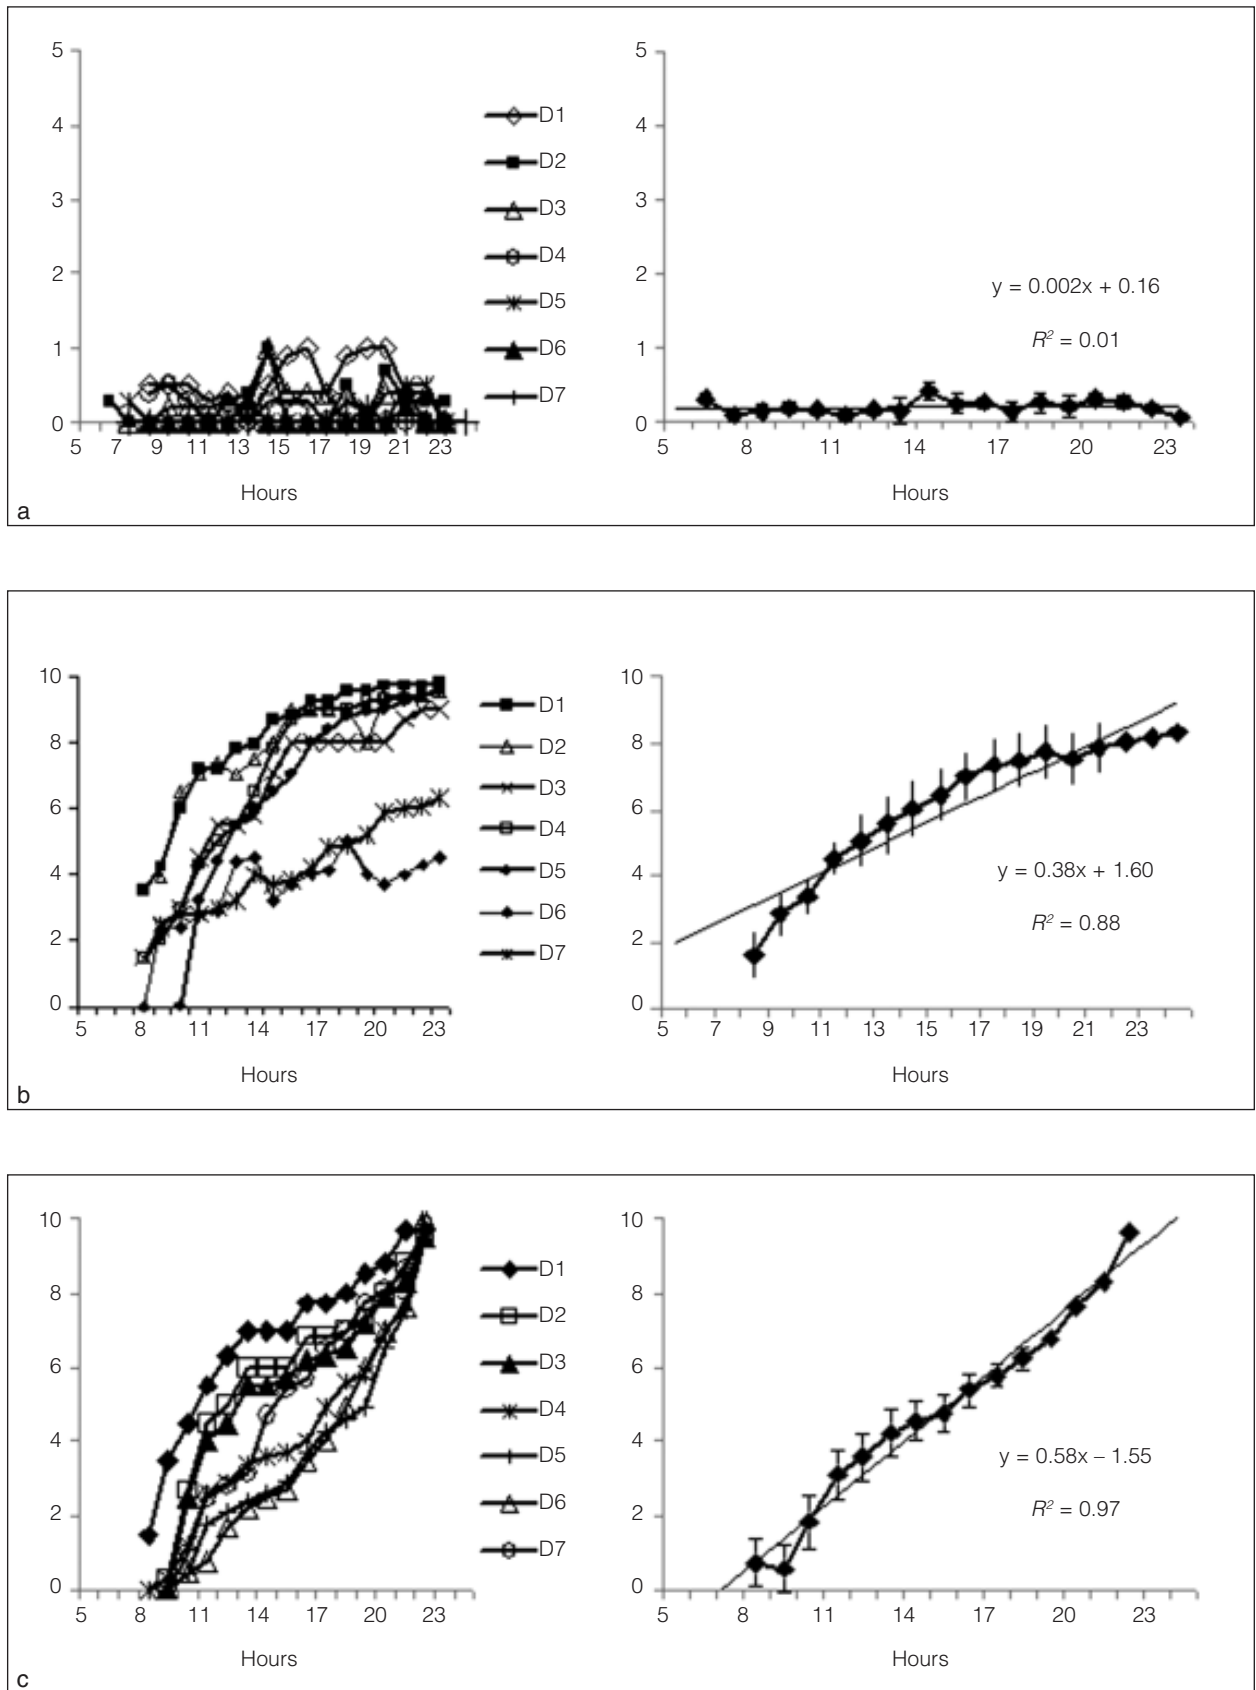 5
4
3
2
1
0
5 7 9 11 13 15 17 19 21 23
Hours
D1
D2
D3
D4
D5
D6
D7
5
4
3
2
1
0
5 8 11 14 17 20 23
Hours
y = 0.002x + 0.16
R² = 0.01
a
10
8
6
4
2
0
5 8 11 14 17 20 23
Hours
D1
D2
D3
D4
D5
D6
D7
10
8
6
4
2
0
5 7 9 11 13 15 17 19 21 23
Hours
y = 0.38x + 1.60
R² = 0.88
b
10
8
6
4
2
0
5 8 11 14 17 20 23
Hours
D1
D2
D3
D4
D5
D6
D7
10
8
6
4
2
0
5 8 11 14 17 20 23
Hours
y = 0.58x – 1.55
R² = 0.97
c